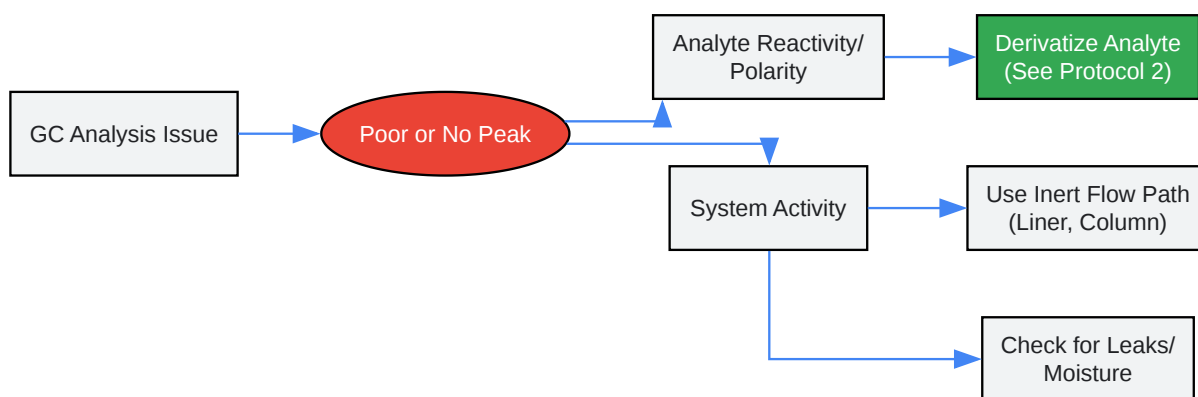 GC Analysis Issue
Poor or No Peak
Analyte Reactivity/
Polarity
Derivatize Analyte
(See Protocol 2)
System Activity
Use Inert Flow Path
(Liner, Column)
Check for Leaks/
Moisture